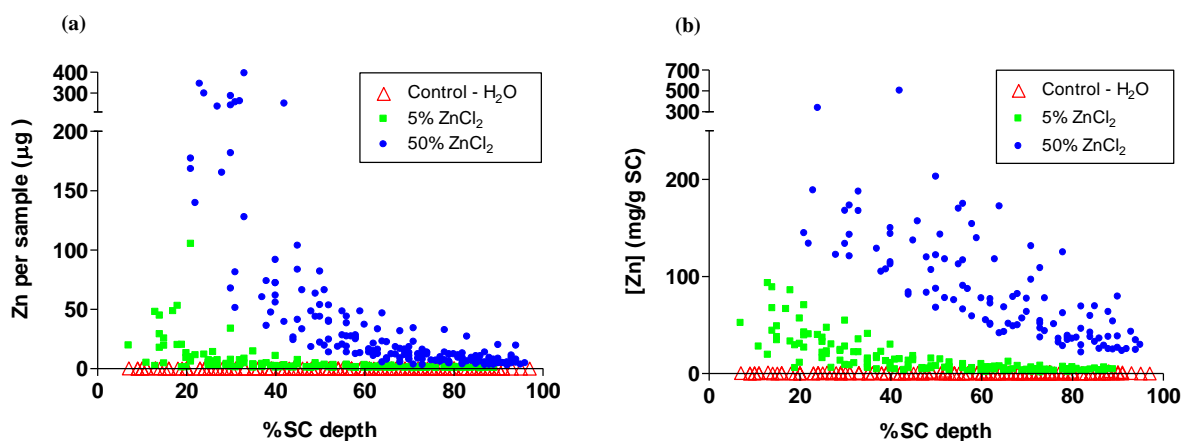 (a)
Zn per sample (µg)
400
300
200
150
100
50
0
0 20 40 60 80 100
%SC depth
Control - H₂O
5% ZnCl₂
50% ZnCl₂
(b)
[Zn] (mg/g SC)
700
500
300
200
100
0
0 20 40 60 80 100
%SC depth
Control - H₂O
5% ZnCl₂
50% ZnCl₂